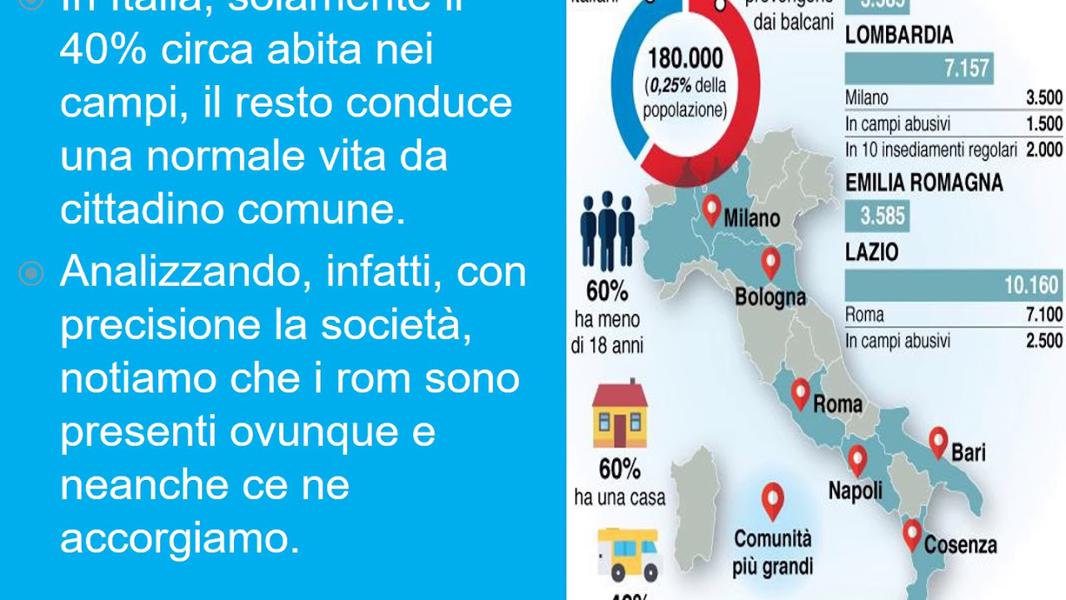 In Italia, solamente il
40% circa abita nei
campi, il resto conduce
una normale vita da
cittadino comune.
Analizzando, infatti, con
precisione la società,
notiamo che i rom sono
presenti ovunque e
neanche ce ne
accorgiamo.
italiani
provengono
dai balcani
180.000
(0,25% della
popolazione)
60%
ha meno
di 18 anni
60%
ha una casa
40%
Milano
Bologna
Roma
Napoli
Bari
Cosenza
Comunità
più grandi
3.585
LOMBARDIA
7.157
Milano 3.500
In campi abusivi 1.500
In 10 insediamenti regolari 2.000
EMILIA ROMAGNA
3.585
LAZIO
10.160
Roma 7.100
In campi abusivi 2.500